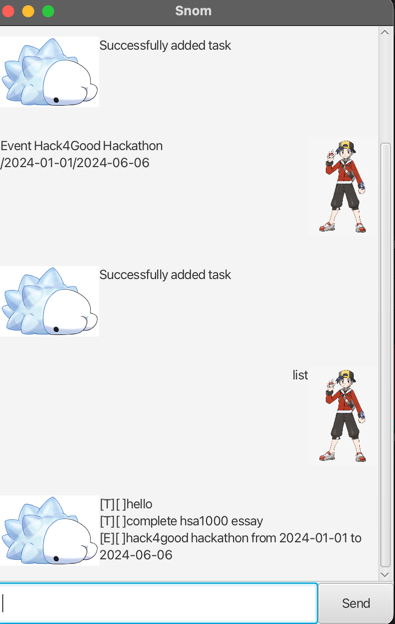 Snom
Successfully added task
Event Hack4Good Hackathon
/2024-01-01/2024-06-06
Successfully added task
list
[T][ ]hello
[T][ ]complete hsa1000 essay
[E][ ]hack4good hackathon from 2024-01-01 to
2024-06-06
Send